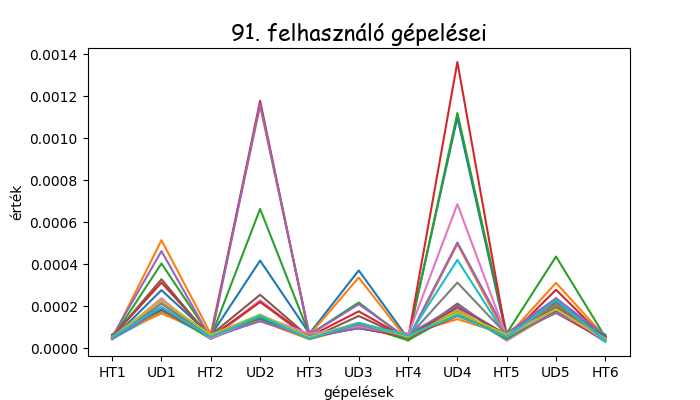 91. felhasználó gépelései
érték
0.0014
0.0012
0.0010
0.0008
0.0006
0.0004
0.0002
0.0000
HT1 UD1 HT2 UD2 HT3 UD3 HT4 UD4 HT5 UD5 HT6
gépelések